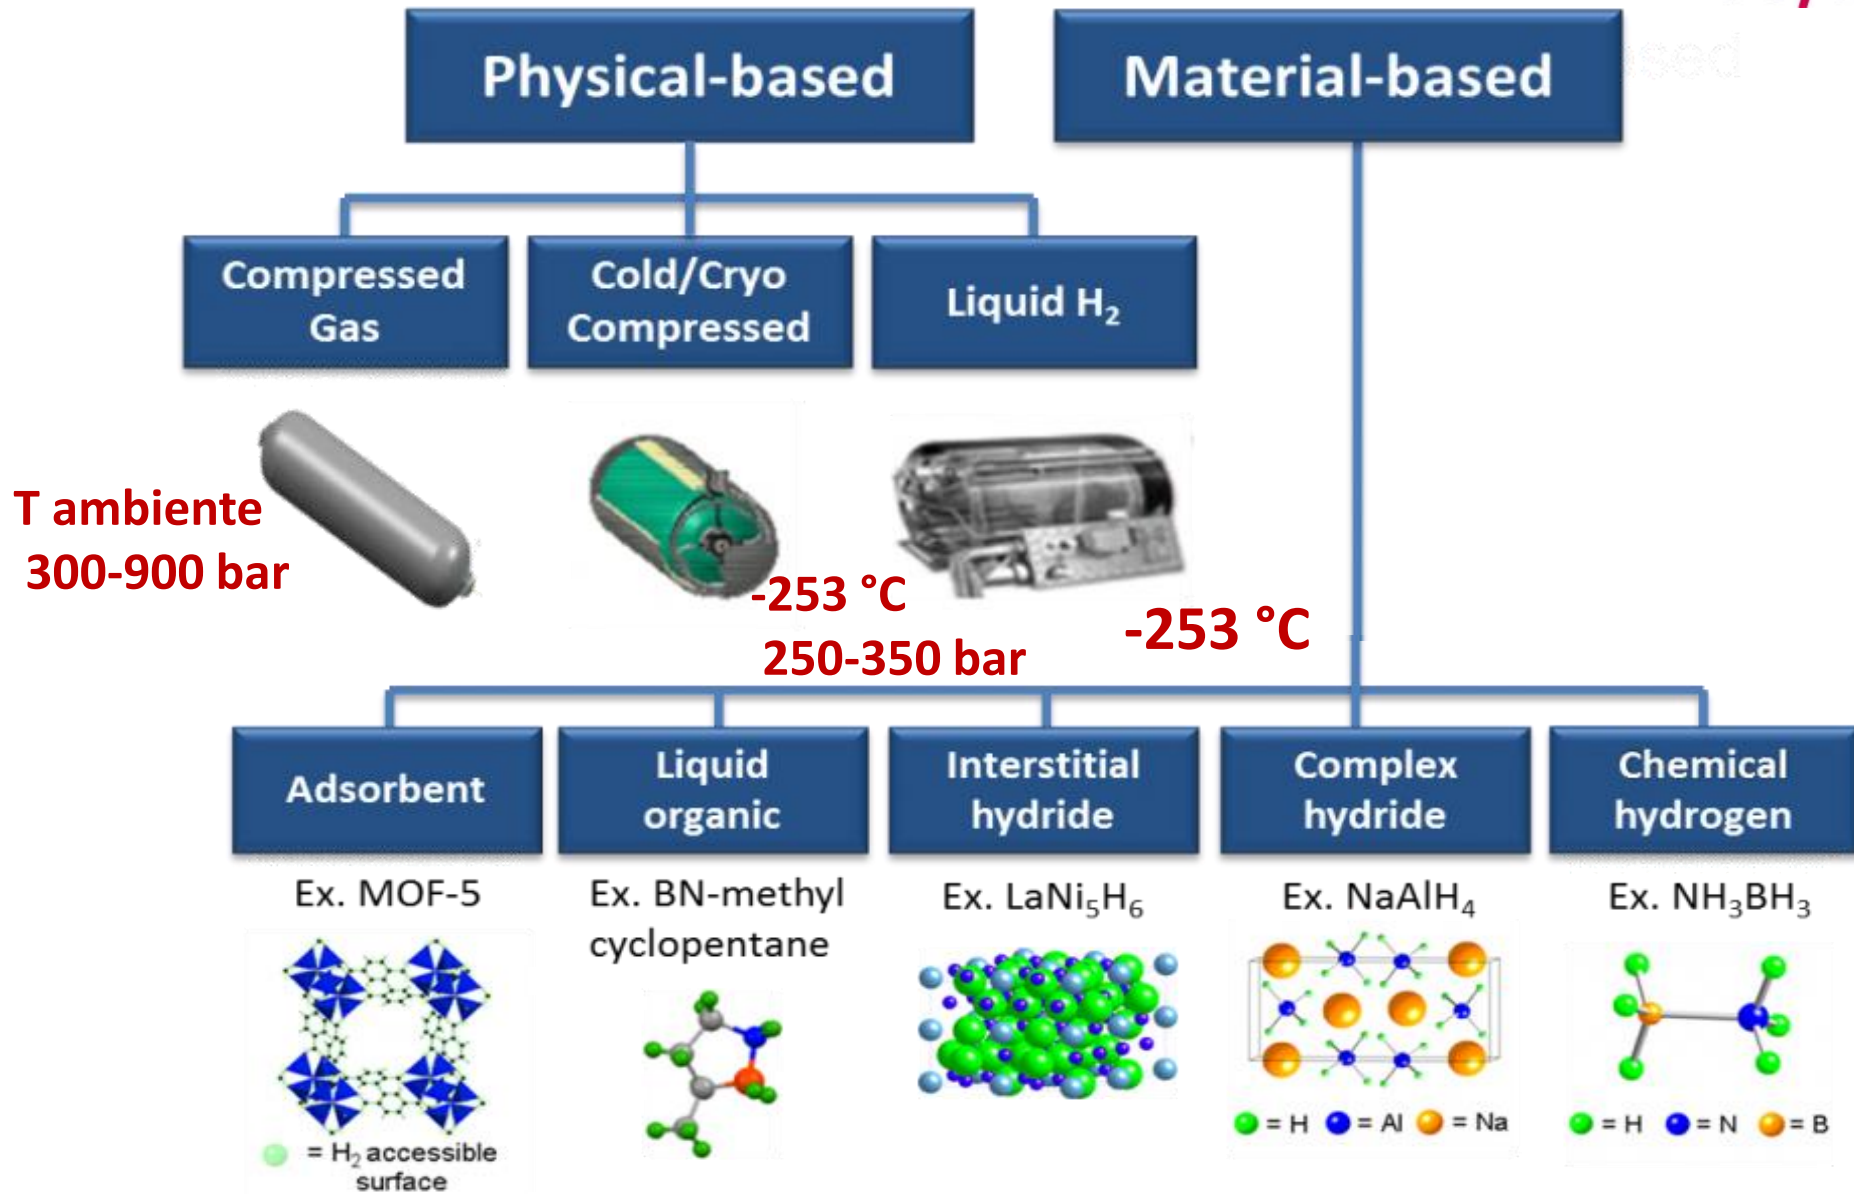 Physical-based
Material-based
Compressed
Gas
Cold/Cryo
Compressed
Liquid H₂
T ambiente
300-900 bar
-253 °C
250-350 bar
-253 °C
Adsorbent
Liquid
organic
Interstitial
hydride
Complex
hydride
Chemical
hydrogen
Ex. MOF-5
Ex. BN-methyl
cyclopentane
Ex. LaNi₅H₆
Ex. NaAlH₄
Ex. NH₃BH₃
= H₂ accessible
surface
= H = Al = Na
= H = N = B